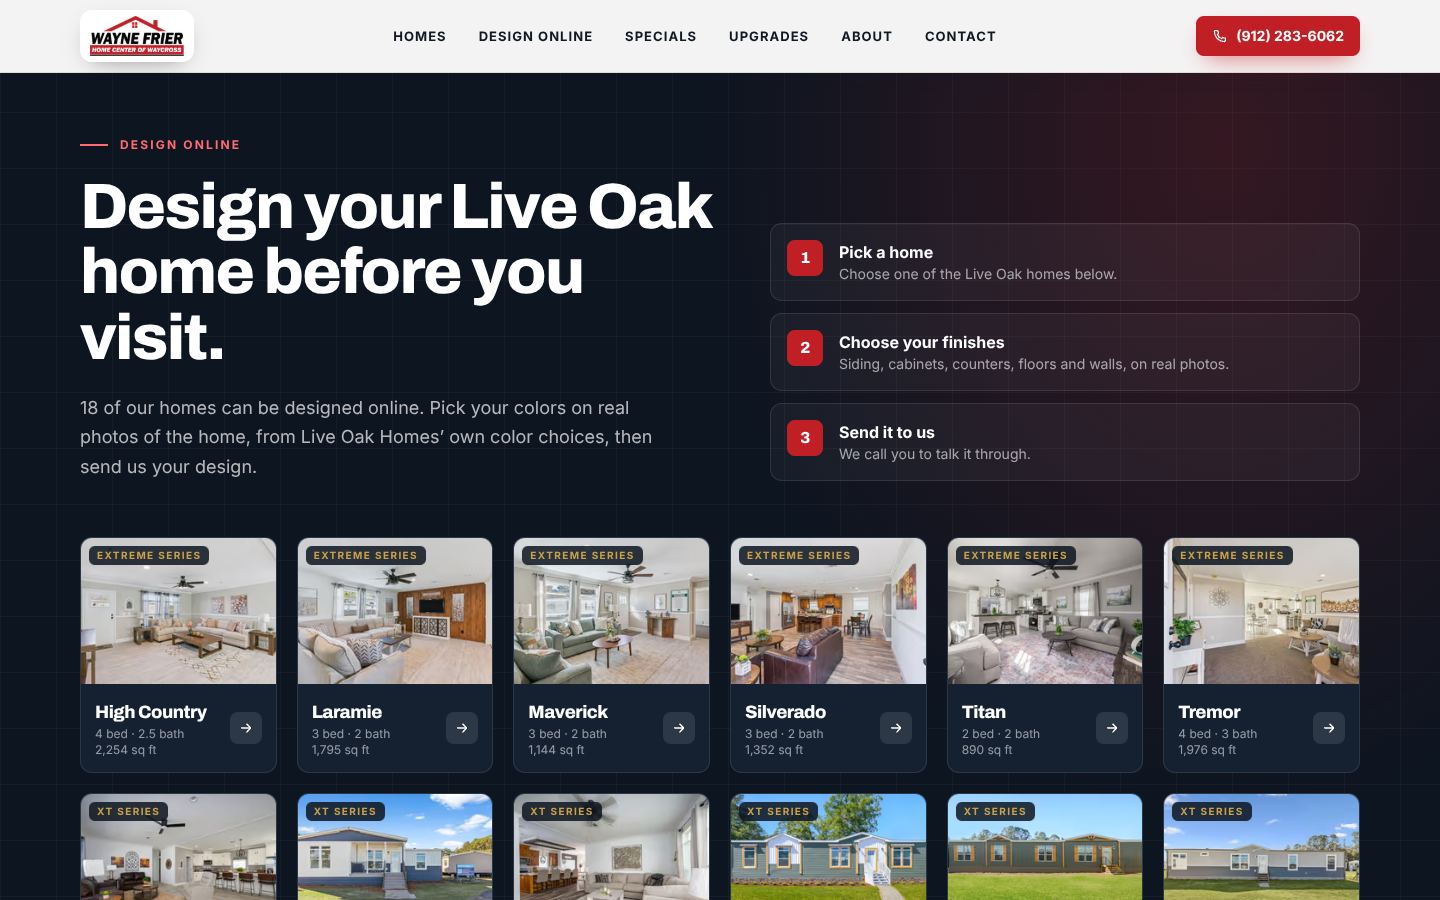 WAYNE FRIER
HOME CENTER OF WAYCROSS
HOMES
DESIGN ONLINE
SPECIALS
UPGRADES
ABOUT
CONTACT
(912) 283-6062
DESIGN ONLINE
Design your Live Oak
home before you
visit.
18 of our homes can be designed online. Pick your colors on real
photos of the home, from Live Oak Homes’ own color choices, then
send us your design.
1
Pick a home
Choose one of the Live Oak homes below.
2
Choose your finishes
Siding, cabinets, counters, floors and walls, on real photos.
3
Send it to us
We call you to talk it through.
EXTREME SERIES
High Country
4 bed · 2.5 bath
2,254 sq ft
EXTREME SERIES
Laramie
3 bed · 2 bath
1,795 sq ft
EXTREME SERIES
Maverick
3 bed · 2 bath
1,144 sq ft
EXTREME SERIES
Silverado
3 bed · 2 bath
1,352 sq ft
EXTREME SERIES
Titan
2 bed · 2 bath
890 sq ft
EXTREME SERIES
Tremor
4 bed · 3 bath
1,976 sq ft
XT SERIES
XT SERIES
XT SERIES
XT SERIES
XT SERIES
XT SERIES